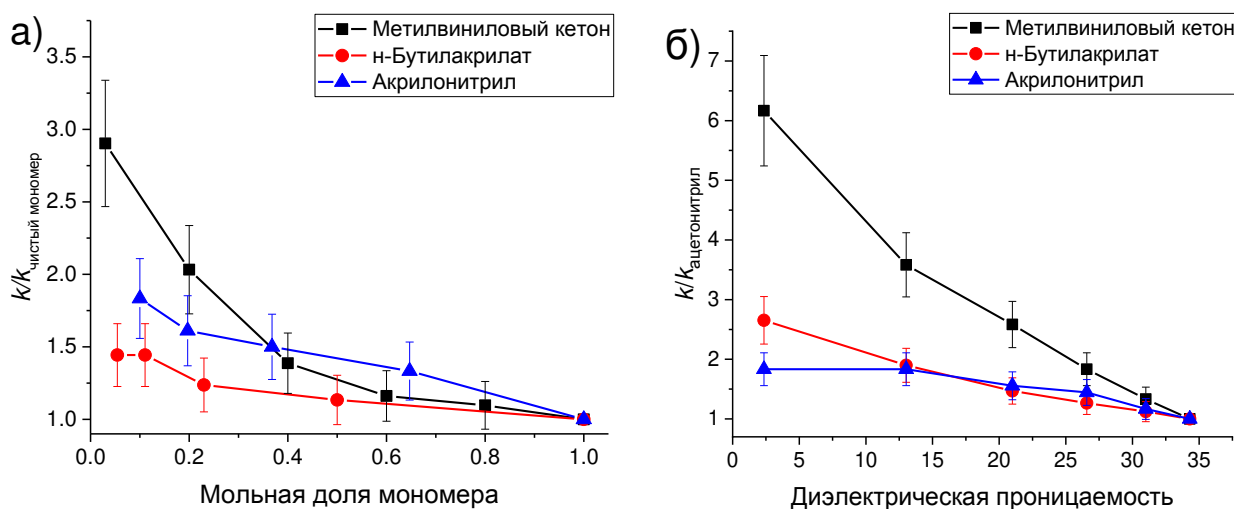 а)
Метилвиниловый кетон
н-Бутилакрилат
Акрилонитрил
k/kчистый мономер
3.5
3.0
2.5
2.0
1.5
1.0
0.0 0.2 0.4 0.6 0.8 1.0
Мольная доля мономера
б)
Метилвиниловый кетон
н-Бутилакрилат
Акрилонитрил
k/kацетонитрил
7
6
5
4
3
2
1
0 5 10 15 20 25 30 35
Диэлектрическая проницаемость